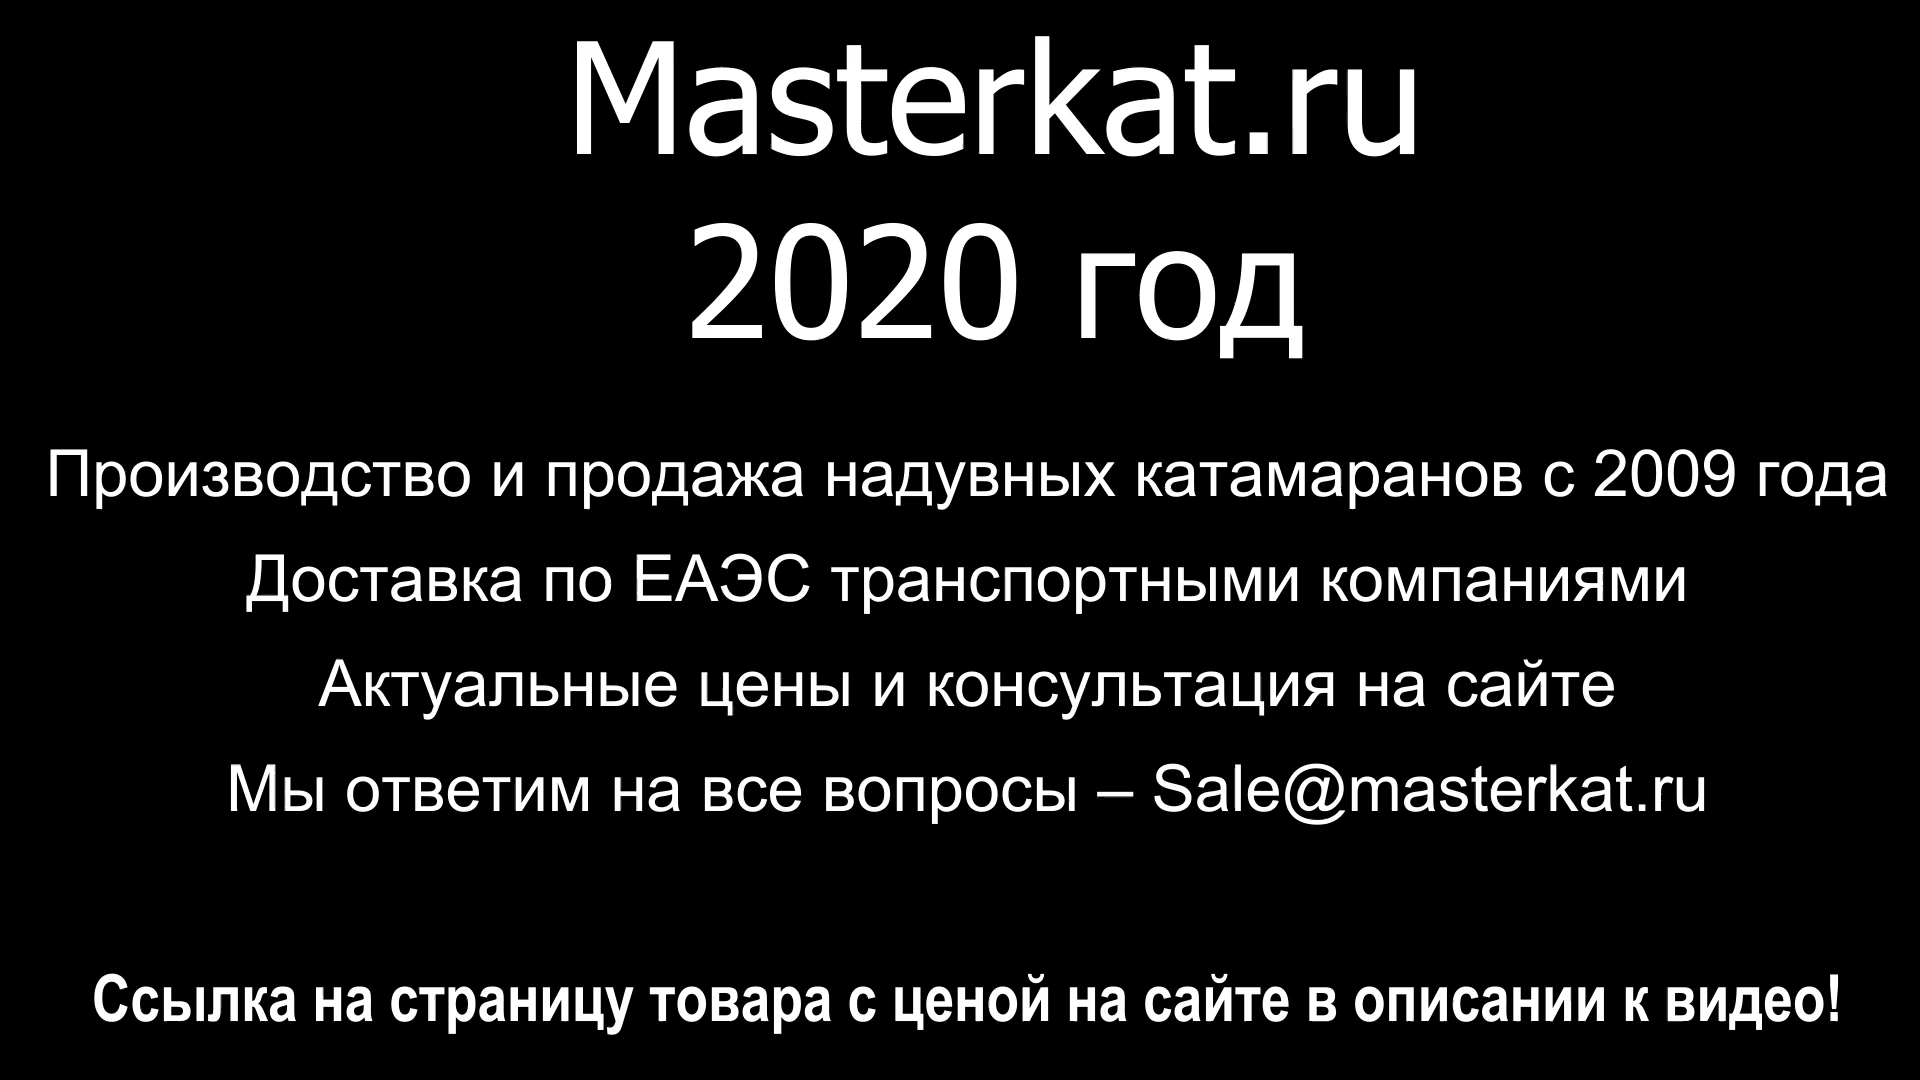 Masterkat.ru
2020 год
Производство и продажа надувных катамаранов с 2009 года
Доставка по ЕАЭС транспортными компаниями
Актуальные цены и консультация на сайте
Мы ответим на все вопросы – Sale@masterkat.ru
Ссылка на страницу товара с ценой на сайте в описании к видео!